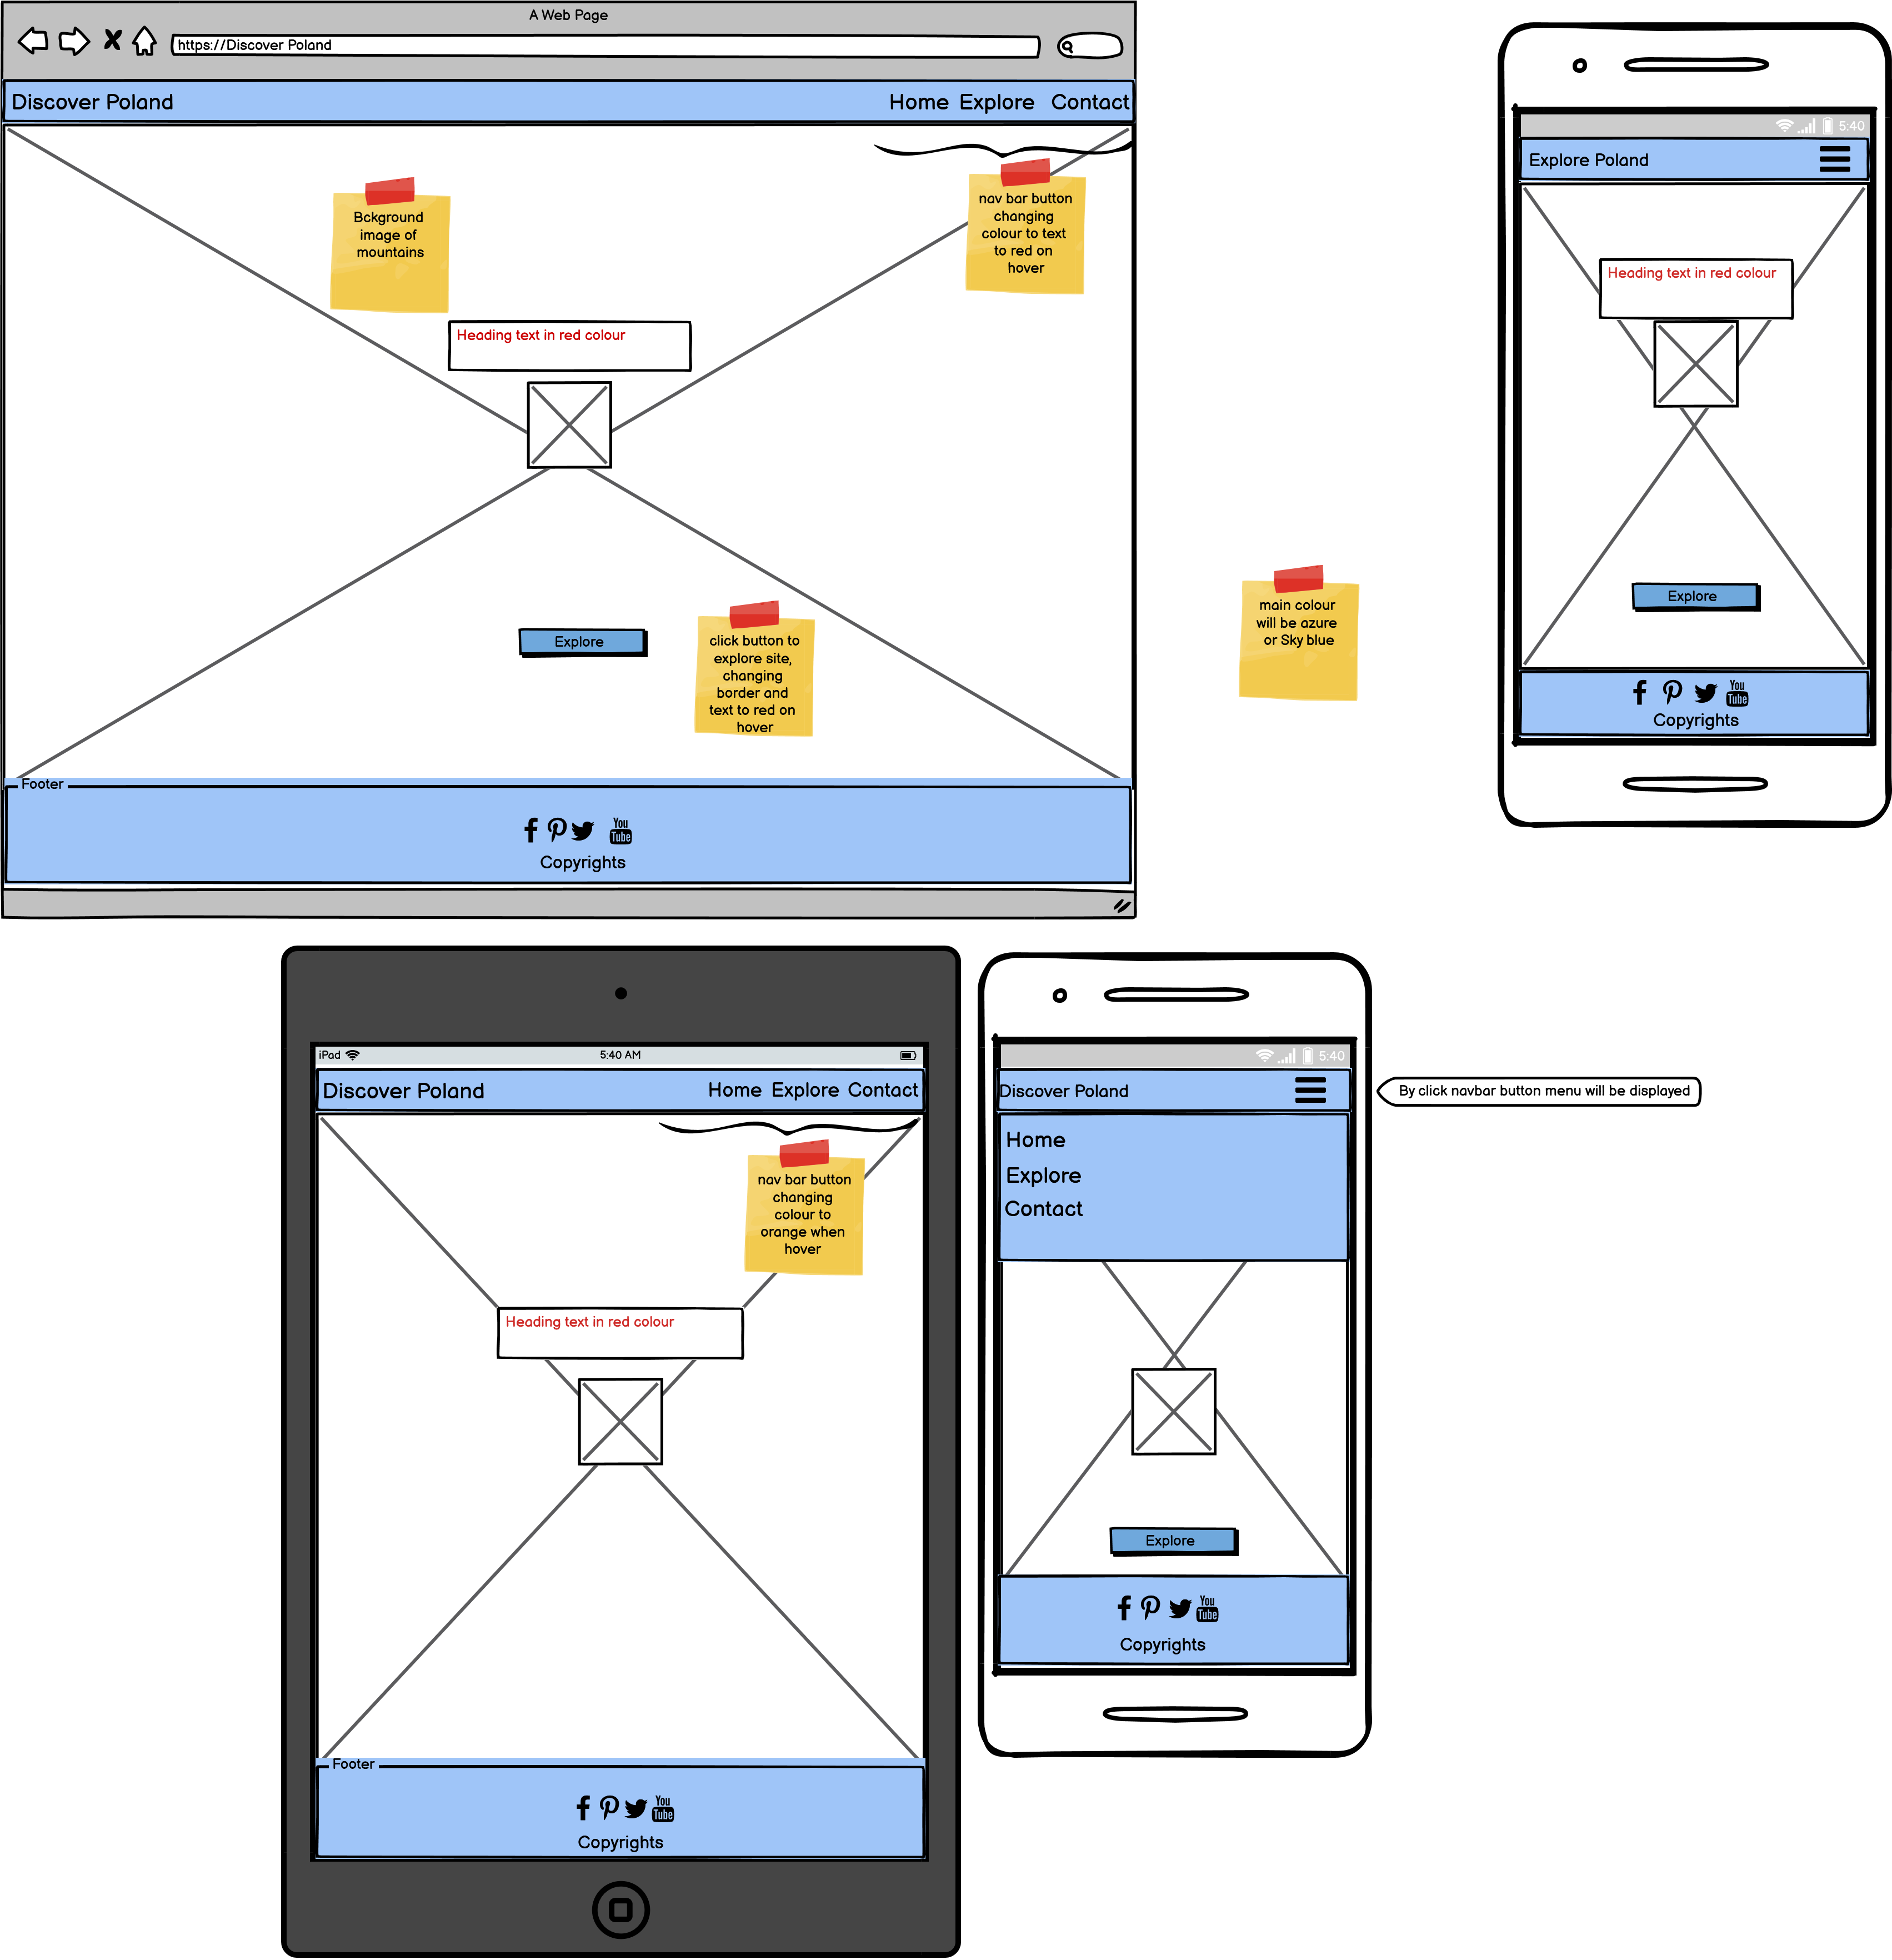 A Web Page
https://Discover Poland
Discover Poland
Home Explore Contact
Bckground
image of
mountains
nav bar button
changing
colour to text
to red on
hover
Heading text in red colour
Explore
click button to
explore site,
changing
border and
text to red on
hover
Footer
You
Tube
Copyrights
main colour
will be azure
or Sky blue
5:40
Explore Poland
Heading text in red colour
Explore
You
Tube
Copyrights
iPad
5:40 AM
Discover Poland
Home Explore Contact
nav bar button
changing
colour to
orange when
hover
Heading text in red colour
Footer
You
Tube
Copyrights
5:40
Discover Poland
Home
Explore
Contact
Explore
You
Tube
Copyrights
By click navbar button menu will be displayed